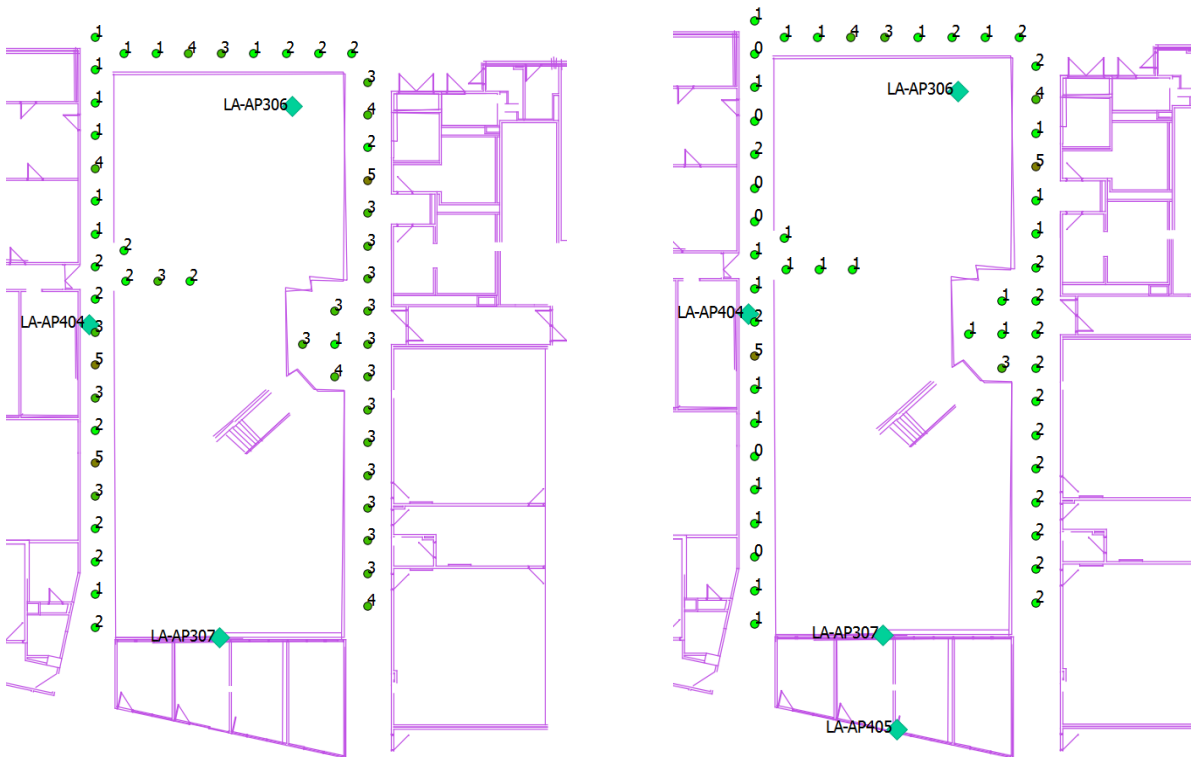 1
1 1 4 3 1 2 2 2
1 3
1 LA-AP306 4
1 2
4 5
1 3
1 2 3
2 2 3 2 3
2 3 3
LA-AP404 3 3 1 3
5 4 3
3 3
2 3
5 3
3 3
2 3
2 3
1 4
2
LA-AP307
1
1 1 4 3 1 2 1 2
0 2
1 LA-AP306 4
0 1
2 5
0 1
0 1 1
1 1 1 1 2
1 1 2
LA-AP404 2 1 1 2
5 3 2
1 2
1 2
0 2
1 2
1 2
0 2
1 2
1
LA-AP307
LA-AP405